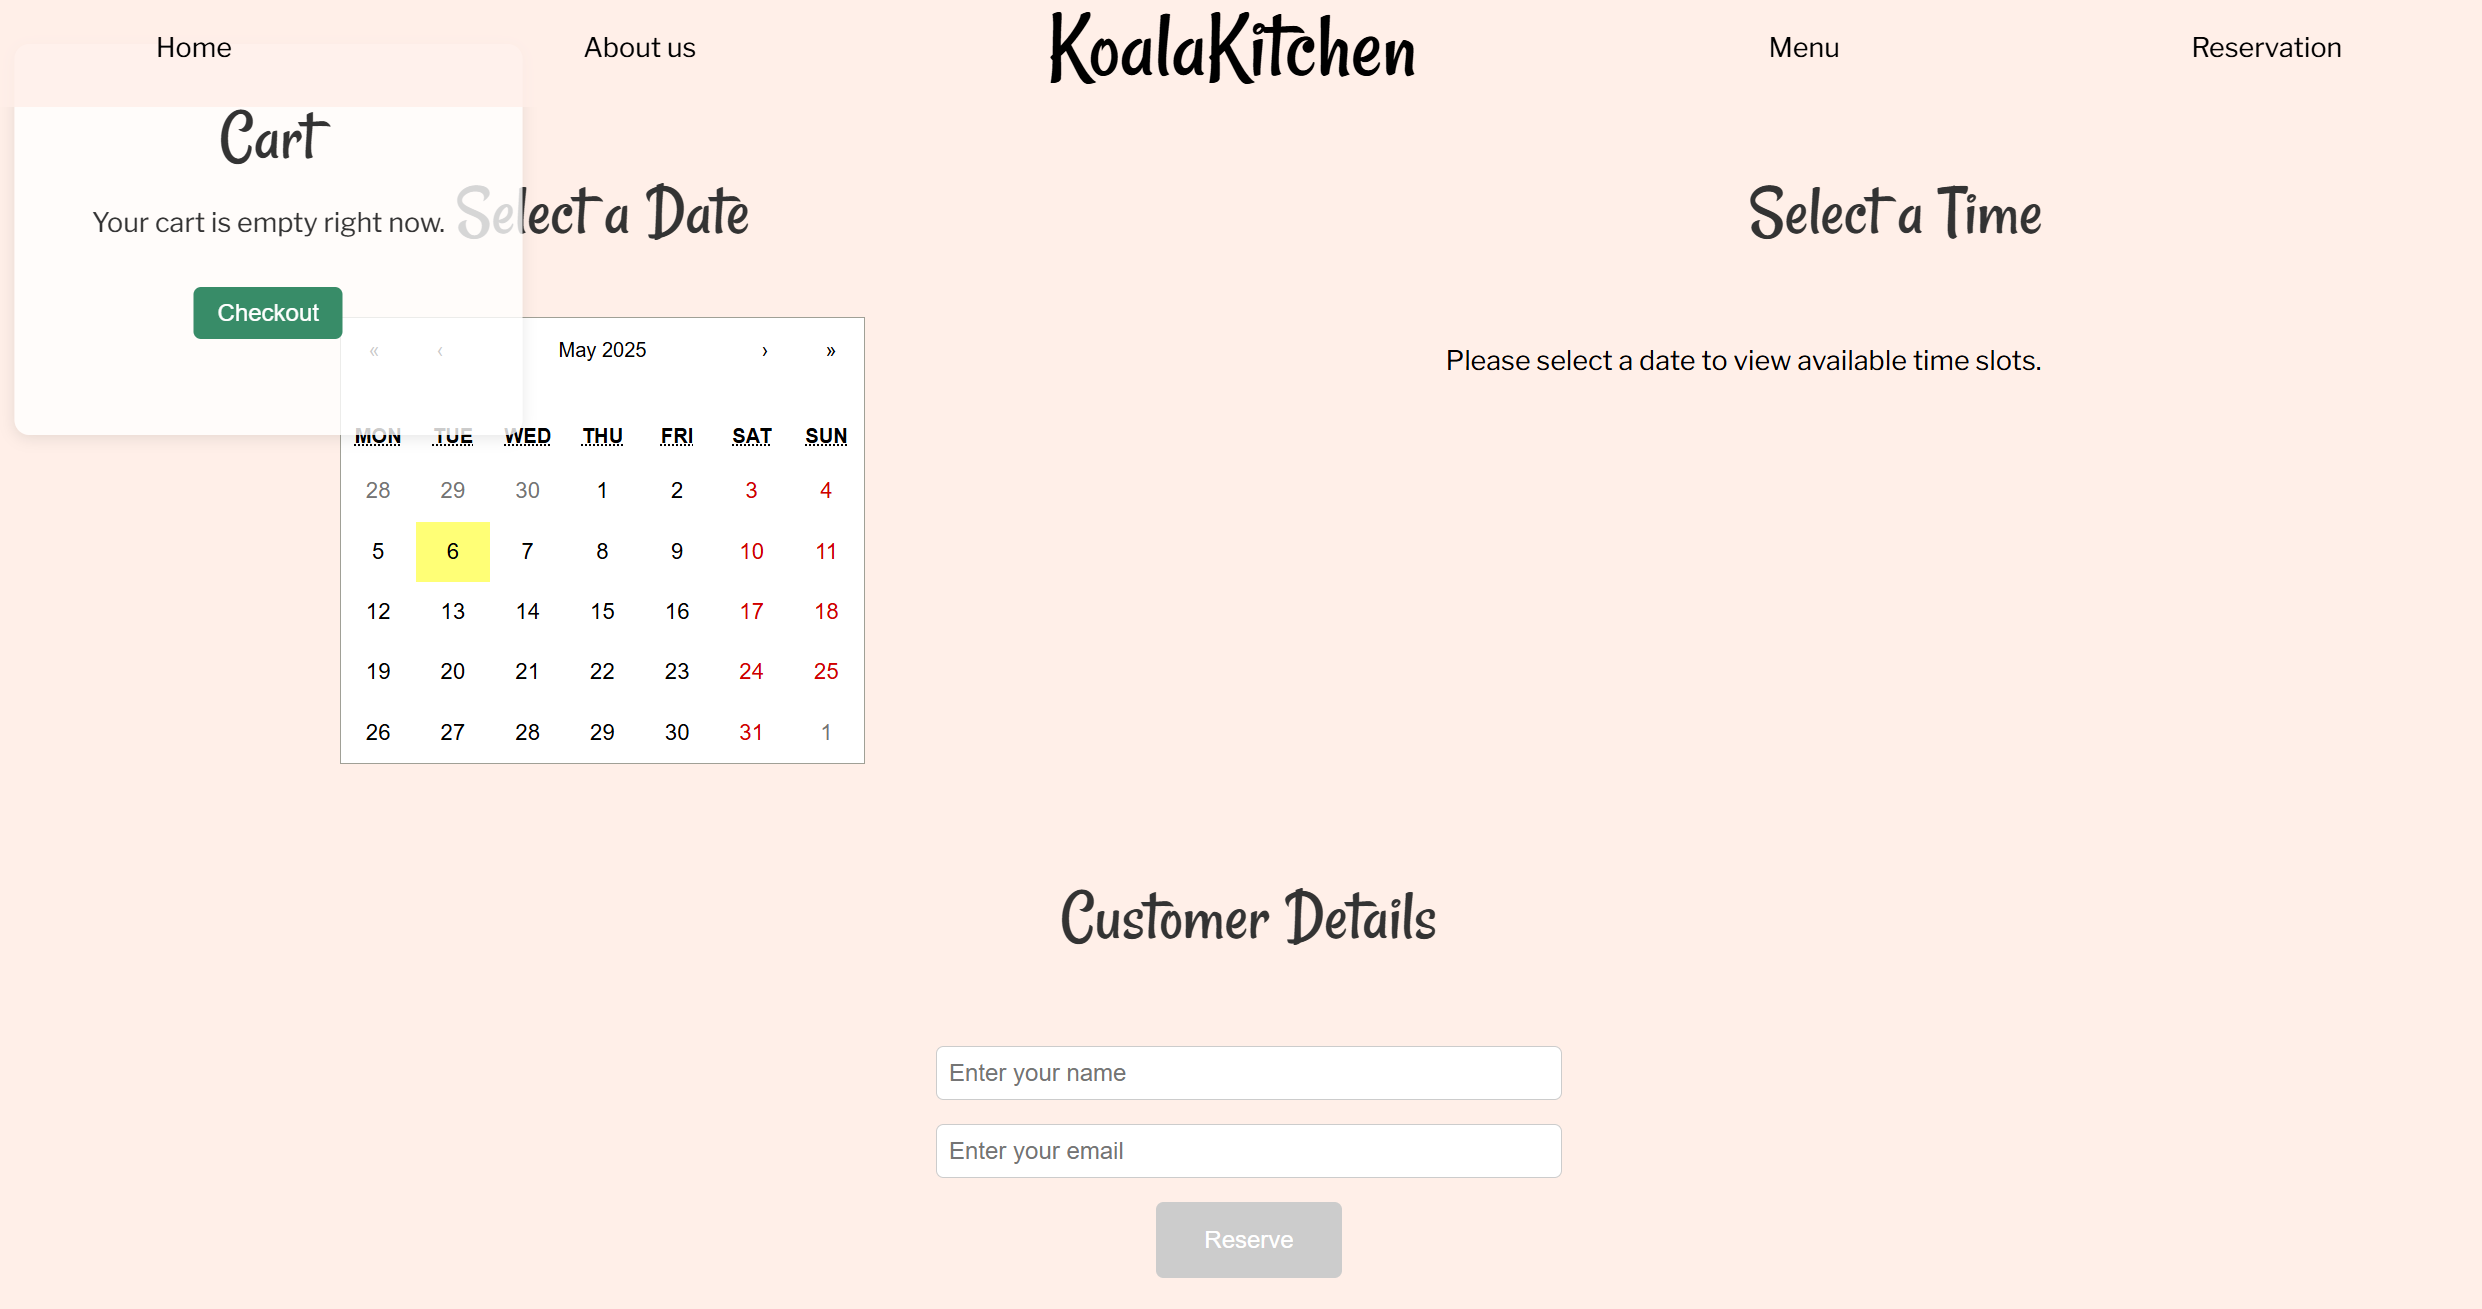 Home About us KoalaKitchen Menu Reservation
Cart
Your cart is empty right now.
Checkout
Select a Date
« ‹ May 2025 › »
MON TUE WED THU FRI SAT SUN
28 29 30 1 2 3 4
5 6 7 8 9 10 11
12 13 14 15 16 17 18
19 20 21 22 23 24 25
26 27 28 29 30 31 1
Select a Time
Please select a date to view available time slots.
Customer Details
Enter your name
Enter your email
Reserve